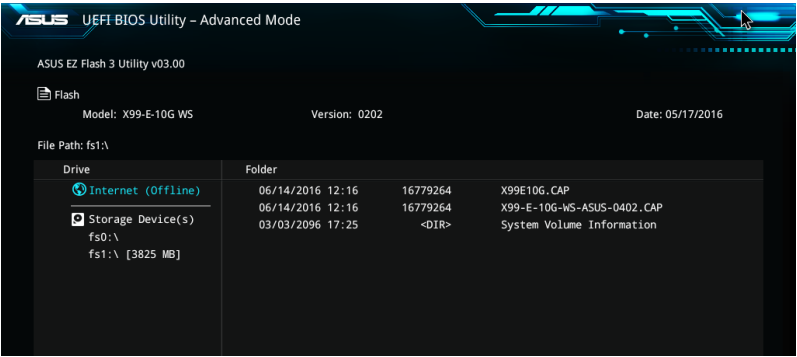 ASUS UEFI BIOS Utility – Advanced Mode
ASUS EZ Flash 3 Utility v03.00
Flash
Model: X99-E-10G WS Version: 0202 Date: 05/17/2016
File Path: fs1:\
Drive Folder
Internet (Offline) 06/14/2016 12:16 16779264 X99E10G.CAP
06/14/2016 12:16 16779264 X99-E-10G-WS-ASUS-0402.CAP
Storage Device(s) 03/03/2096 17:25 <DIR> System Volume Information
fs0:\
fs1:\ [3825 MB]